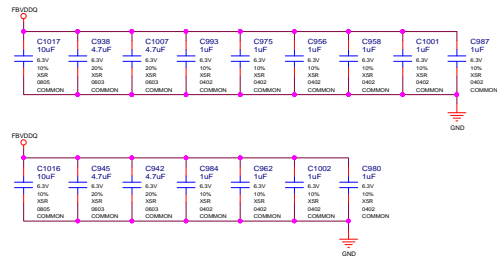 FBVDDQ
C1017
10uF
6.3V
10%
X5R
0805
COMMON
C938
4.7uF
6.3V
20%
X5R
0603
COMMON
C1007
4.7uF
6.3V
20%
X5R
0603
COMMON
C993
1uF
6.3V
10%
X5R
0402
COMMON
C975
1uF
6.3V
10%
X5R
0402
COMMON
C956
1uF
6.3V
10%
X5R
0402
COMMON
C958
1uF
6.3V
10%
X5R
0402
COMMON
C1001
1uF
6.3V
10%
X5R
0402
COMMON
C987
1uF
6.3V
10%
X5R
0402
COMMON
GND
FBVDDQ
C1016
10uF
6.3V
10%
X5R
0805
COMMON
C945
4.7uF
6.3V
20%
X5R
0603
COMMON
C942
4.7uF
6.3V
20%
X5R
0603
COMMON
C984
1uF
6.3V
10%
X5R
0402
COMMON
C962
1uF
6.3V
10%
X5R
0402
COMMON
C1002
1uF
6.3V
10%
X5R
0402
COMMON
C980
1uF
6.3V
10%
X5R
0402
COMMON
GND